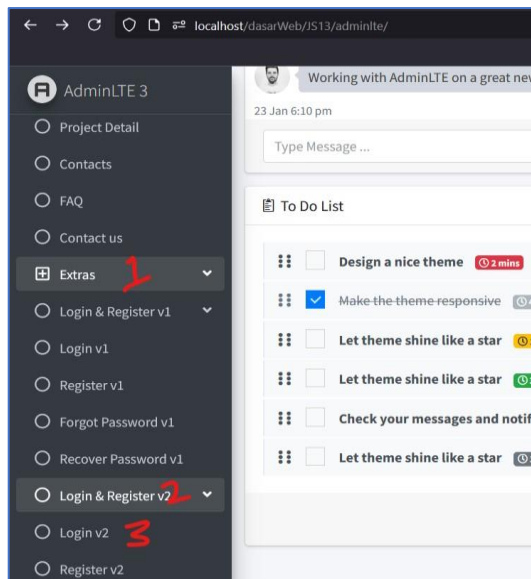 localhost/dasarWeb/JS13/adminlte/
AdminLTE 3
Project Detail
Contacts
FAQ
Contact us
Extras 1
Login & Register v1
Login v1
Register v1
Forgot Password v1
Recover Password v1
Login & Register v2 2
Login v2 3
Register v2
Working with AdminLTE on a great new
23 Jan 6:10 pm
Type Message ...
To Do List
Design a nice theme 2 mins
Make the theme responsive
Let theme shine like a star
Let theme shine like a star
Check your messages and notif
Let theme shine like a star